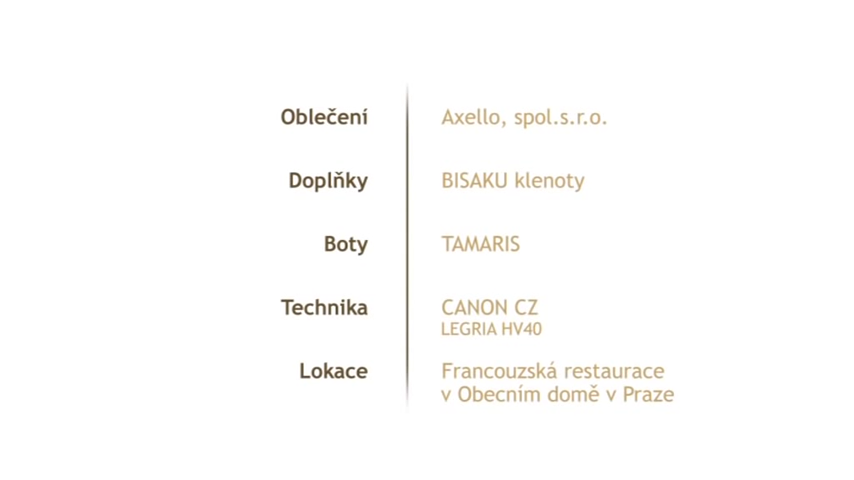 Oblečení Axello, spol.s.r.o.
Doplňky BISAKU klenoty
Boty TAMARIS
Technika CANON CZ
LEGRIA HV40
Lokace Francouzská restaurace
v Obecním domě v Praze